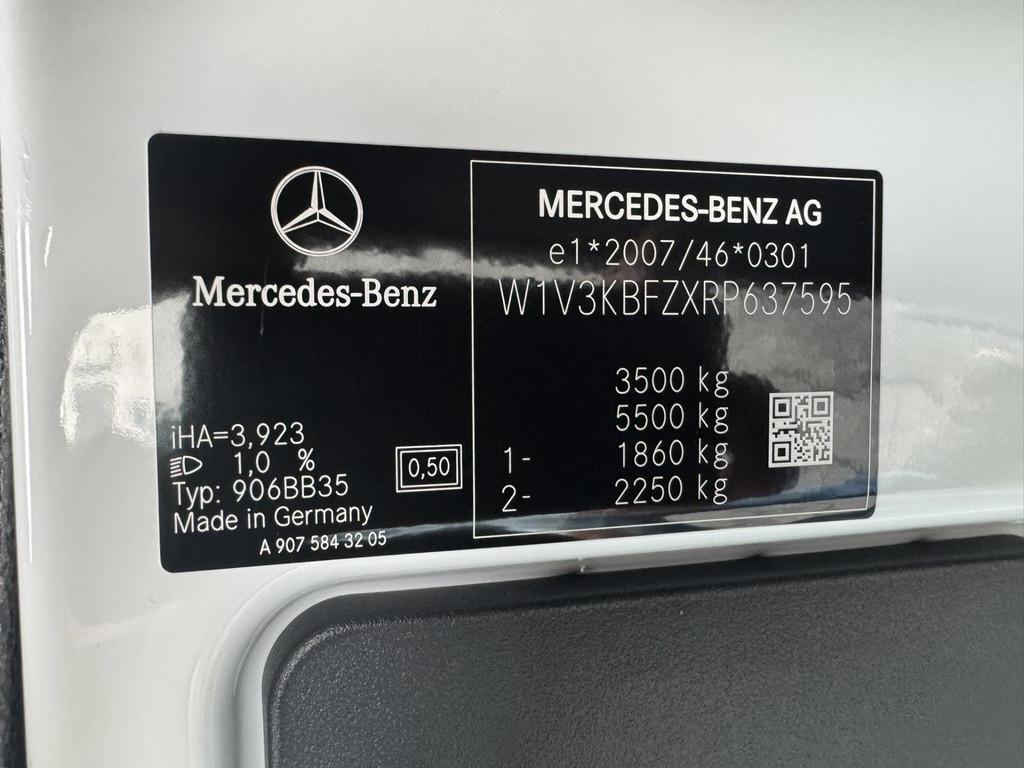 Mercedes-Benz
iHA=3,923
1,0 %
Typ: 906BB35
Made in Germany
A 907 584 32 05
0,50
MERCEDES-BENZ AG
e1*2007/46*0301
W1V3KBFZXRP637595
3500 kg
5500 kg
1- 1860 kg
2- 2250 kg